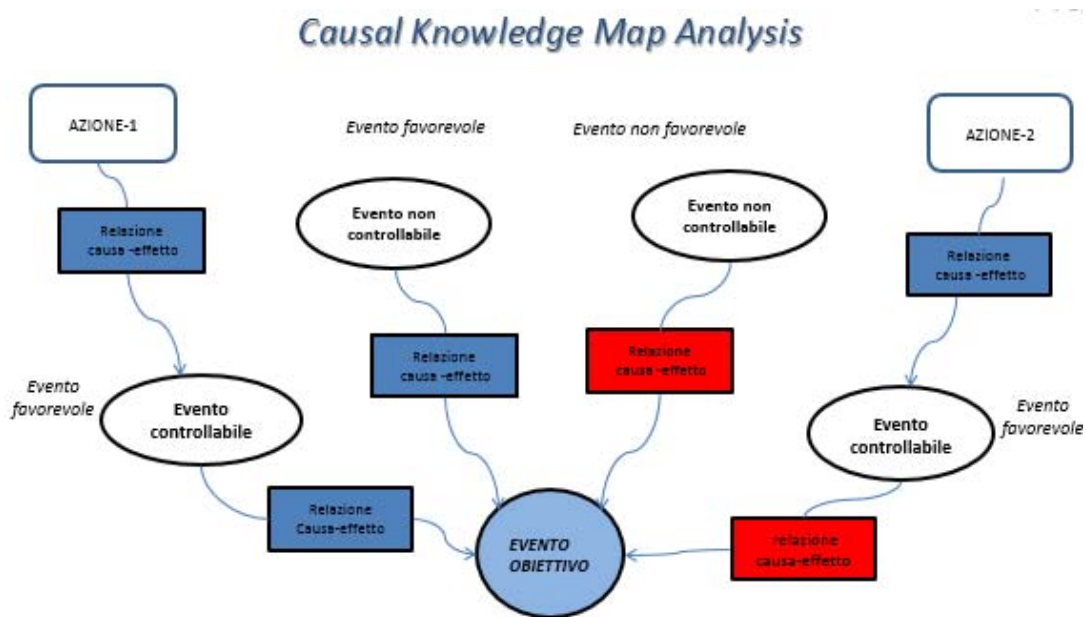 Causal Knowledge Map Analysis
AZIONE-1
Evento favorevole
Evento non favorevole
AZIONE-2
Evento non
controllabile
Evento non
controllabile
Relazione
causa -effetto
Relazione
causa -effetto
Relazione
causa -effetto
Relazione
causa -effetto
Evento
favorevole
Evento
controllabile
Evento
controllabile
Evento
favorevole
Relazione
Causa-effetto
EVENTO
OBIETTIVO
relazione
causa-effetto